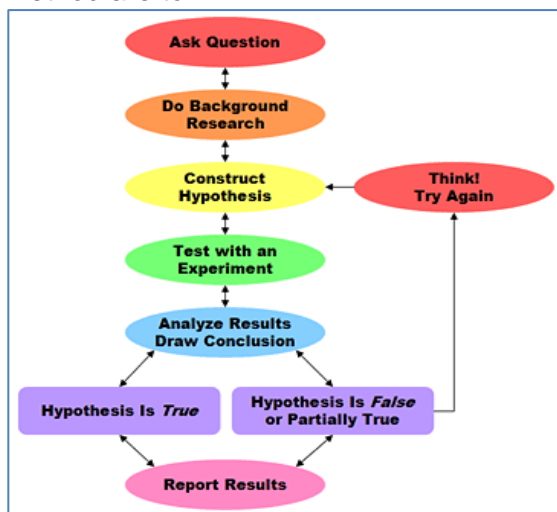 Ask Question
Do Background
Research
Construct
Hypothesis
Think!
Try Again
Test with an
Experiment
Analyze Results
Draw Conclusion
Hypothesis Is True
Hypothesis Is False
or Partially True
Report Results